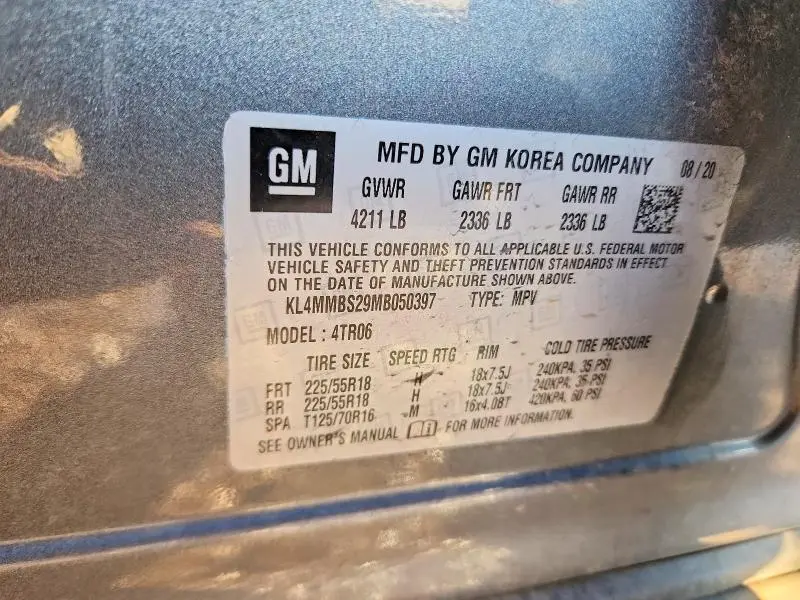 GM
MFD BY GM KOREA COMPANY 08/20
GVWR GAWR FRT GAWR RR
4211 LB 2336 LB 2336 LB
THIS VEHICLE CONFORMS TO ALL APPLICABLE U.S. FEDERAL MOTOR
VEHICLE SAFETY AND THEFT PREVENTION STANDARDS IN EFFECT
ON THE DATE OF MANUFACTURE SHOWN ABOVE.
KL4MMBS29MB050397 TYPE: MPV
MODEL: 4TR06
TIRE SIZE SPEED RTG RIM COLD TIRE PRESSURE
FRT 225/55R18 H 18x7.5J 240KPA, 35 PSI
RR 225/55R18 H 18x7.5J 240KPA, 35 PSI
SPA T125/70R16 M 16x4.0BT 420KPA, 60 PSI
SEE OWNER'S MANUAL FOR MORE INFORMATION.